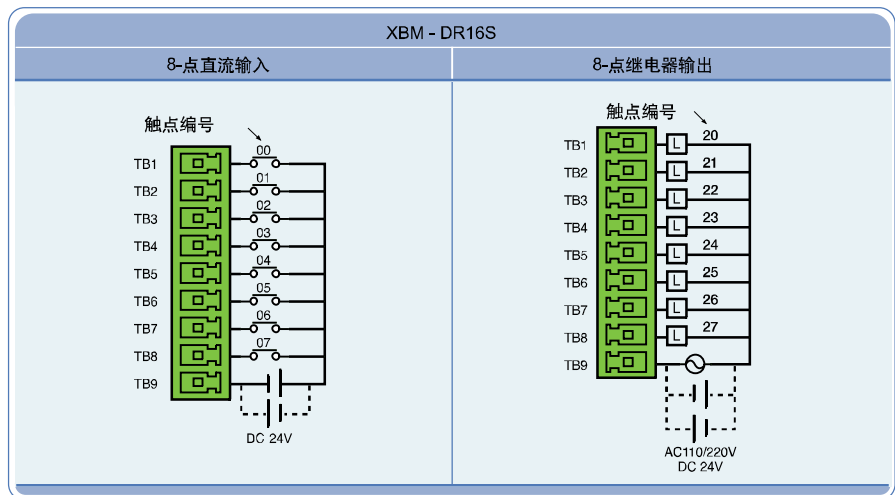 XBM - DR16S
8-点直流输入
8-点继电器输出
触点编号
TB1 00
TB2 01
TB3 02
TB4 03
TB5 04
TB6 05
TB7 06
TB8 07
TB9
DC 24V
触点编号
TB1 L 20
TB2 L 21
TB3 L 22
TB4 L 23
TB5 L 24
TB6 L 25
TB7 L 26
TB8 L 27
TB9
AC110/220V
DC 24V